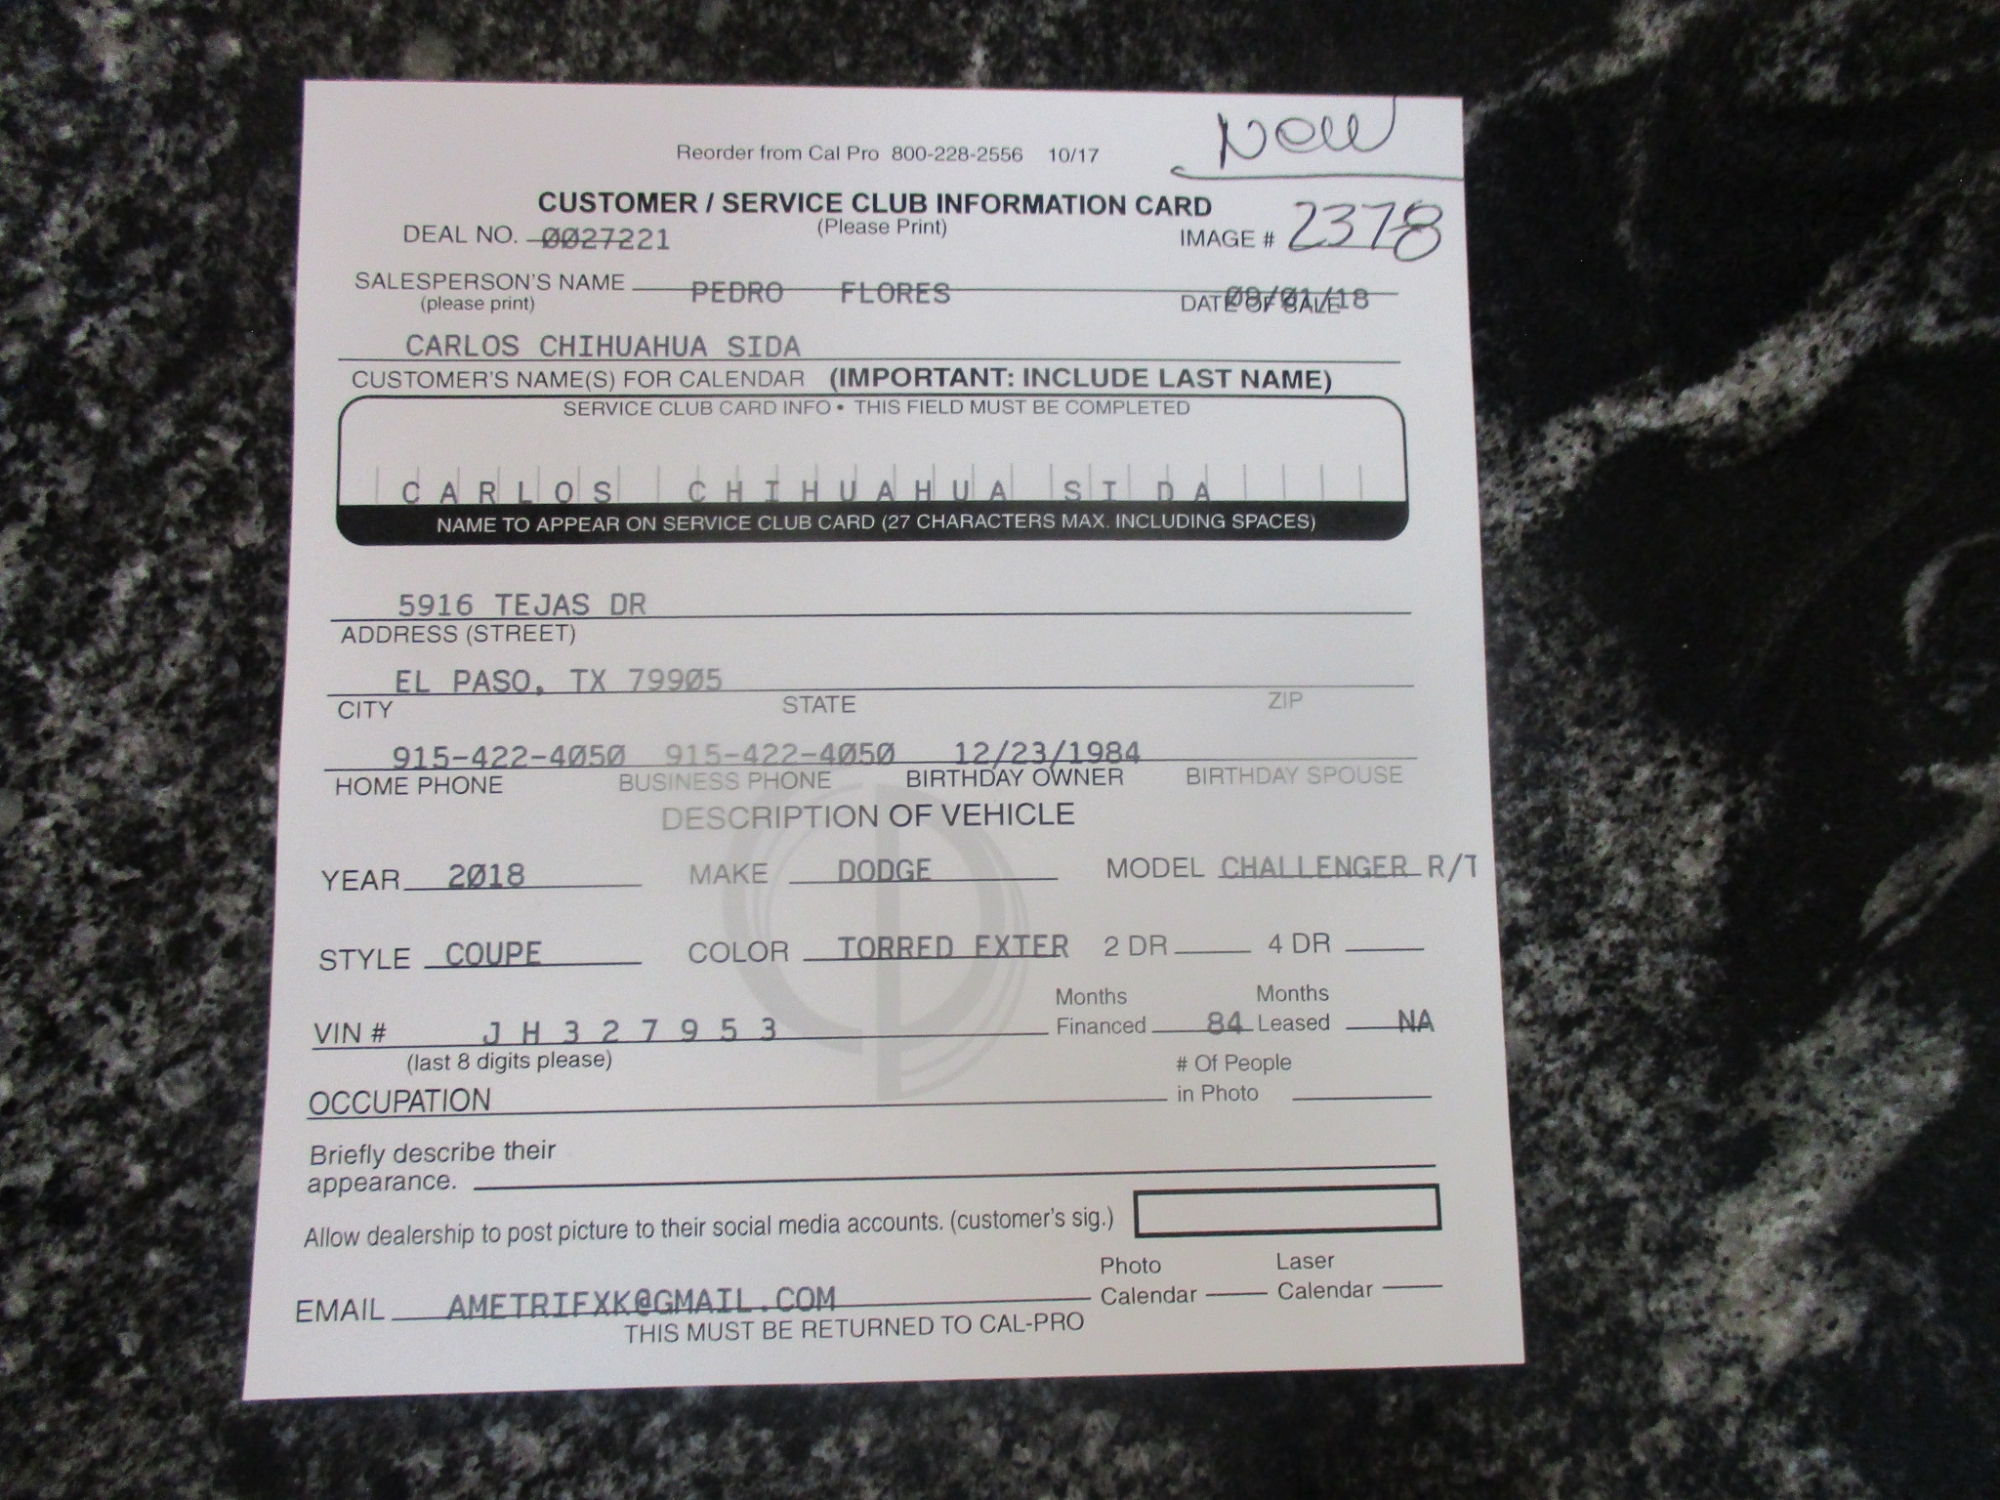 New
Reorder from Cal Pro 800-228-2556 10/17
CUSTOMER / SERVICE CLUB INFORMATION CARD
(Please Print)
DEAL NO. 0027221
IMAGE # 2378
SALESPERSON'S NAME PEDRO FLORES
(please print)
DATE OF SALE 08/01/18
CARLOS CHIHUAHUA SIDA
CUSTOMER'S NAME(S) FOR CALENDAR (IMPORTANT: INCLUDE LAST NAME)
SERVICE CLUB CARD INFO • THIS FIELD MUST BE COMPLETED
CARLOS CHIHUAHUA SIDA
NAME TO APPEAR ON SERVICE CLUB CARD (27 CHARACTERS MAX. INCLUDING SPACES)
5916 TEJAS DR
ADDRESS (STREET)
EL PASO, TX 79905
CITY STATE ZIP
915-422-4050 915-422-4050 12/23/1984
HOME PHONE BUSINESS PHONE BIRTHDAY OWNER BIRTHDAY SPOUSE
DESCRIPTION OF VEHICLE
YEAR 2018 MAKE DODGE MODEL CHALLENGER R/T
STYLE COUPE COLOR TORRED EXTER 2 DR 4 DR
VIN # JH327953 Months Financed 84 Months Leased NA
(last 8 digits please)
OCCUPATION # Of People in Photo
Briefly describe their
appearance.
Allow dealership to post picture to their social media accounts. (customer's sig.)
EMAIL AMETRIFXK@GMAIL.COM Photo Calendar Laser Calendar
THIS MUST BE RETURNED TO CAL-PRO